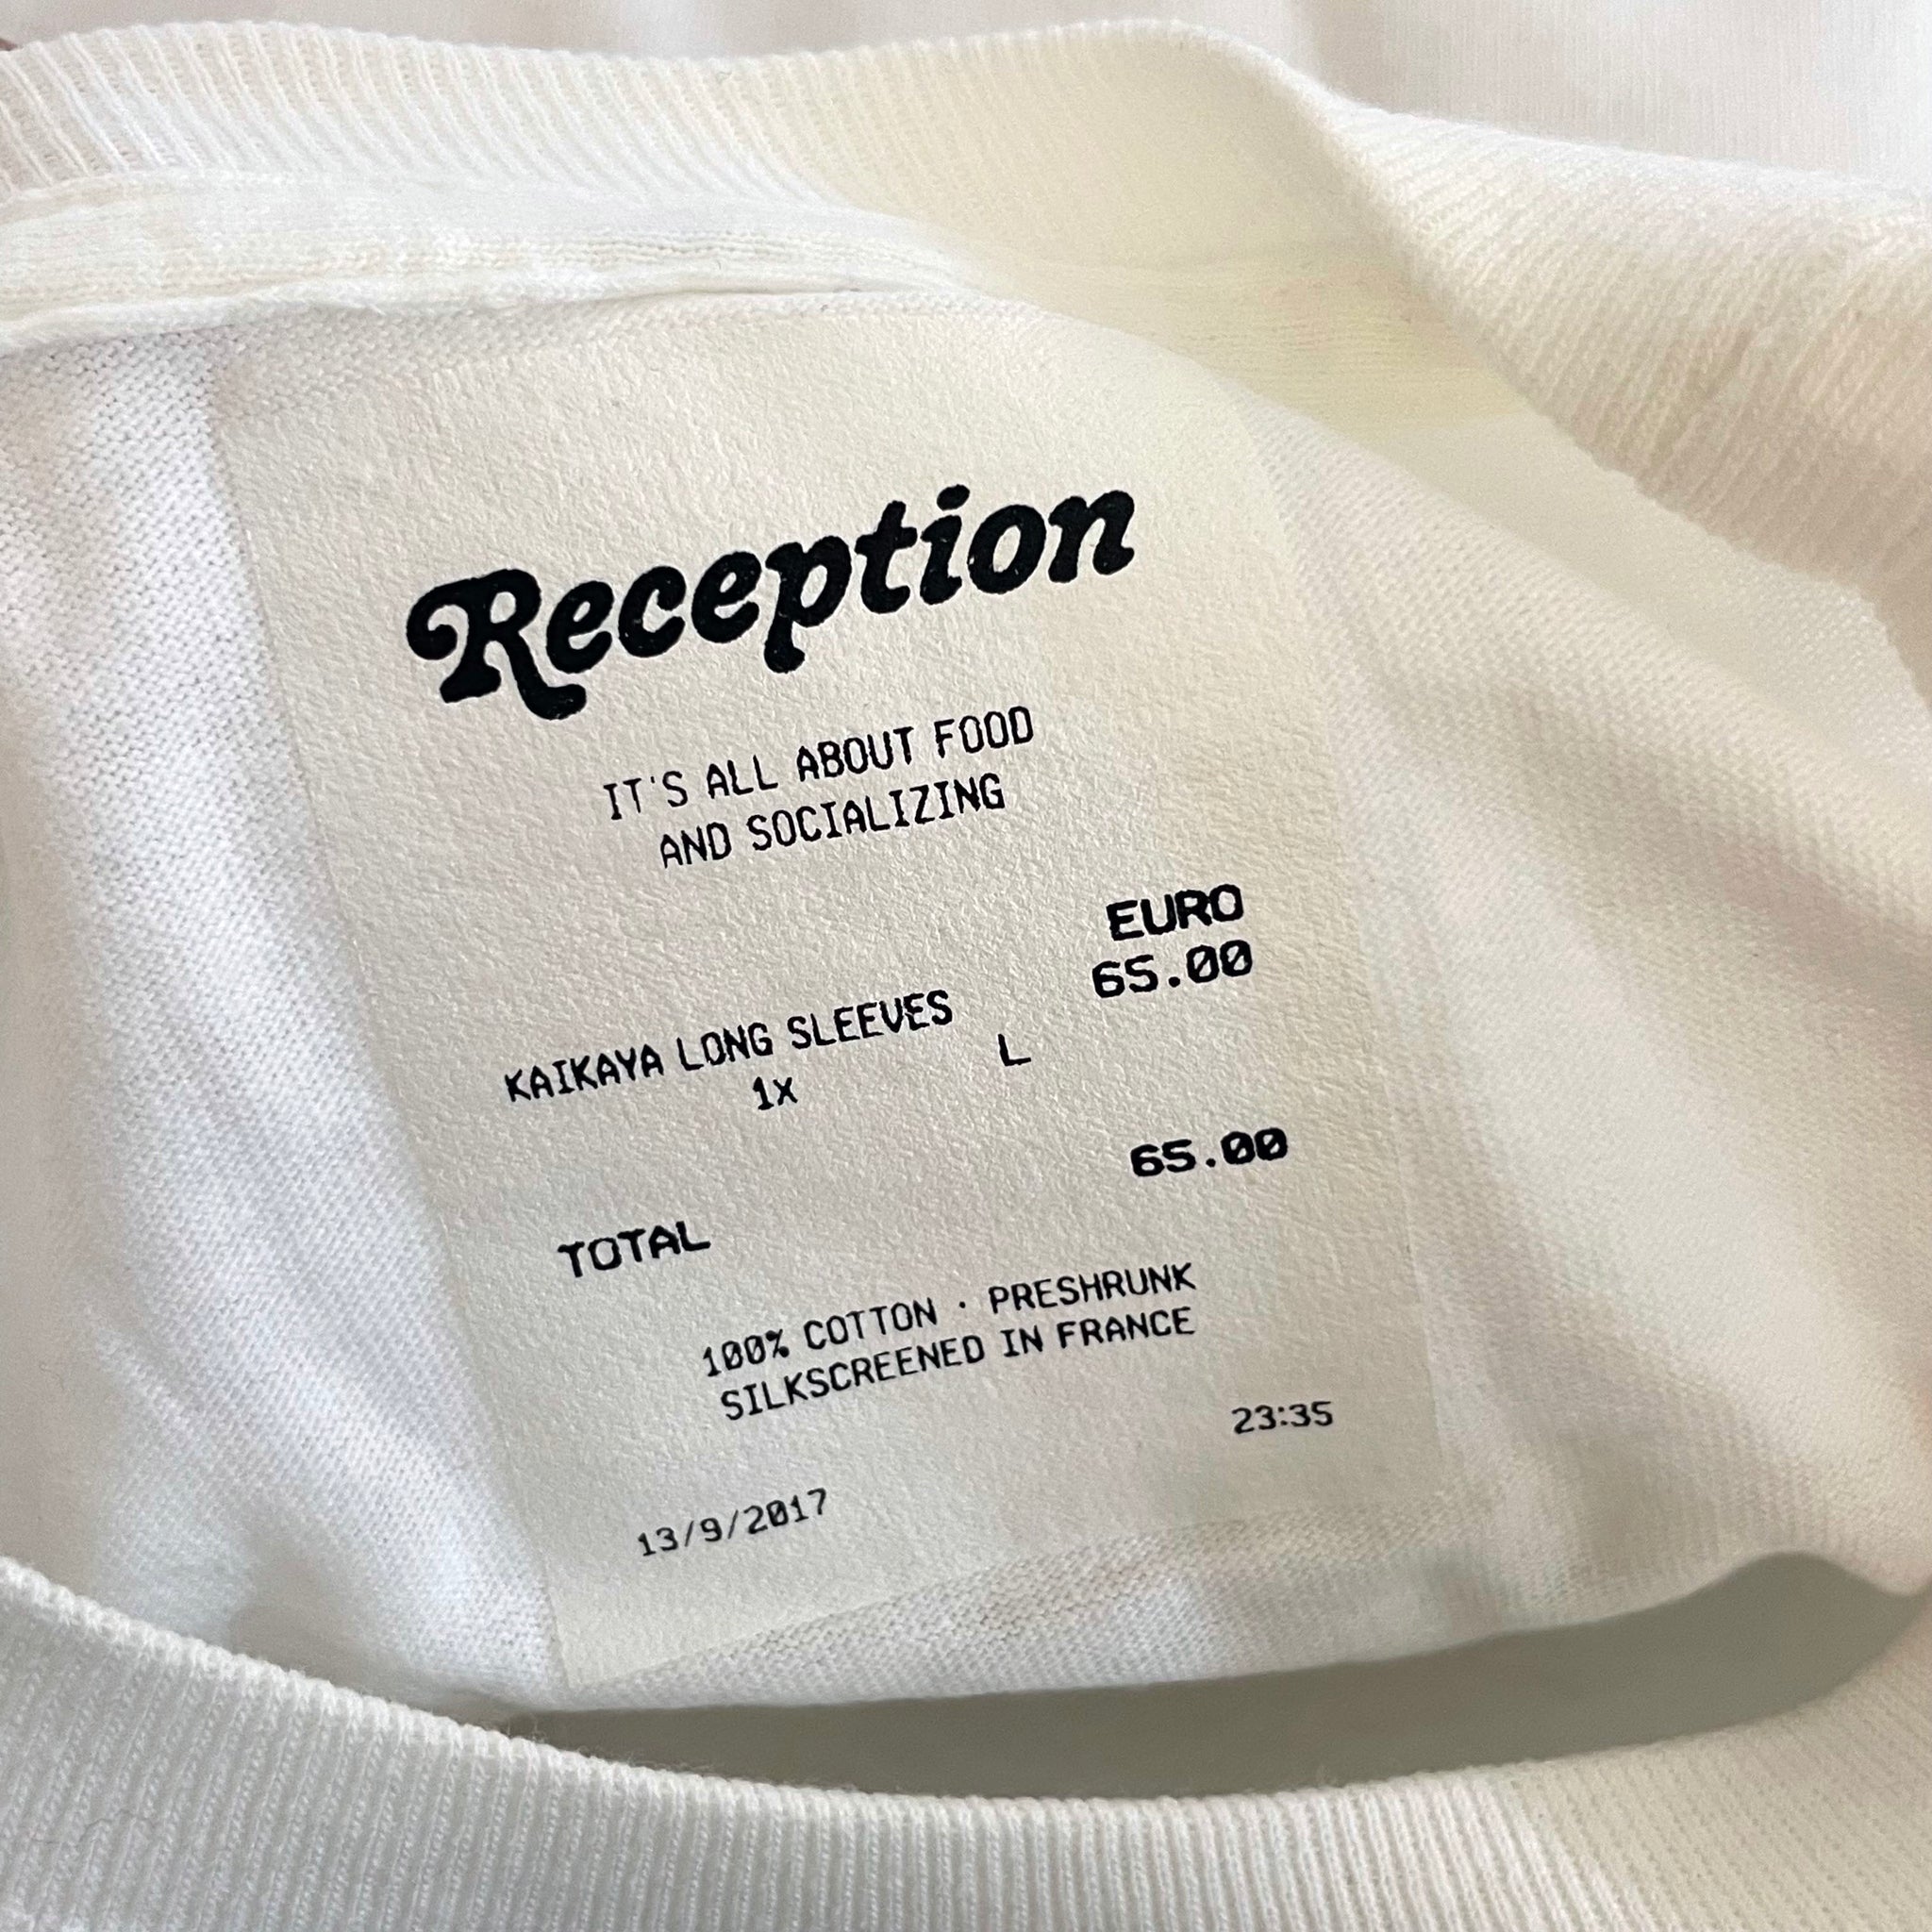 Reception
IT'S ALL ABOUT FOOD
AND SOCIALIZING
EURO
KAIKAYA LONG SLEEVES 65.00
1X L
TOTAL 65.00
100% COTTON · PRESHRUNK
SILKSCREENED IN FRANCE
13/9/2017 23:35